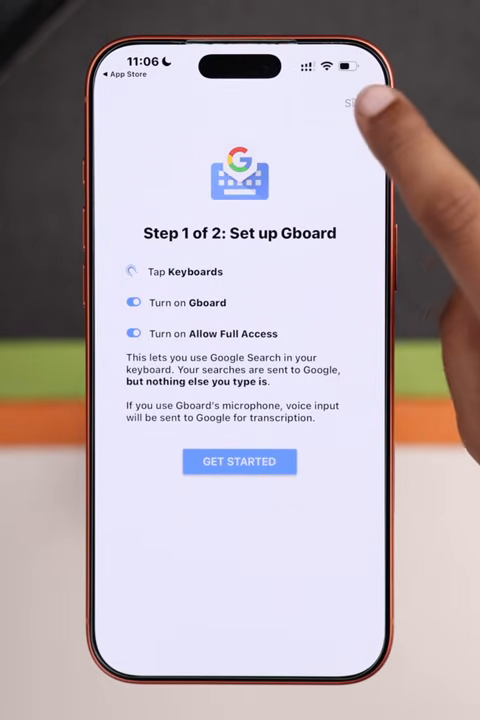 11:06
◄ App Store
G
Step 1 of 2: Set up Gboard
Tap Keyboards
Turn on Gboard
Turn on Allow Full Access
This lets you use Google Search in your
keyboard. Your searches are sent to Google,
but nothing else you type is.
If you use Gboard's microphone, voice input
will be sent to Google for transcription.
GET STARTED